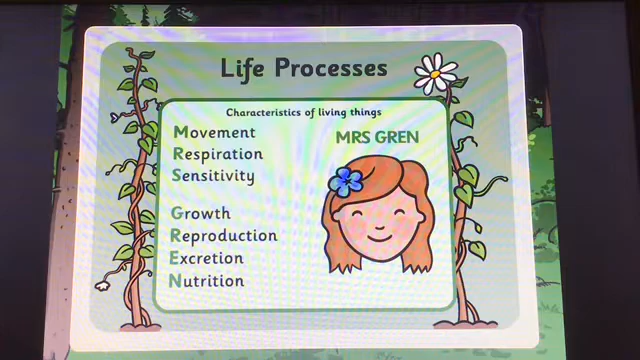 Life Processes
Characteristics of living things
MRS GREN
Movement
Respiration
Sensitivity
Growth
Reproduction
Excretion
Nutrition